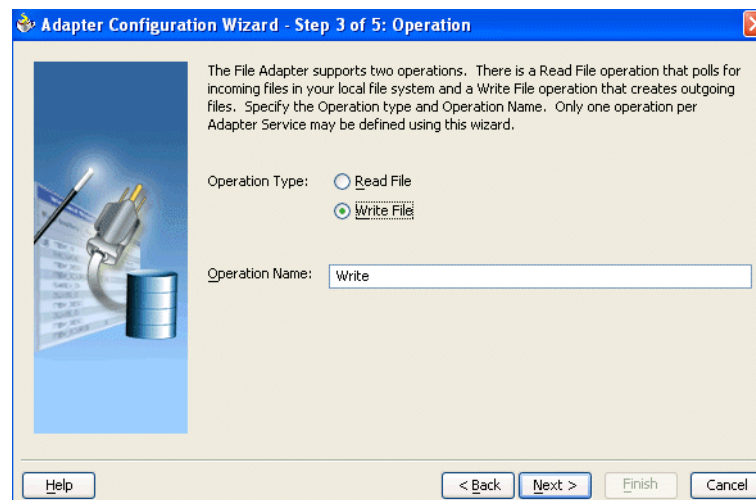 Adapter Configuration Wizard - Step 3 of 5: Operation
The File Adapter supports two operations.  There is a Read File operation that polls for
incoming files in your local file system and a Write File operation that creates outgoing
files.  Specify the Operation type and Operation Name.  Only one operation per
Adapter Service may be defined using this wizard.
Operation Type:
Read File
Write File
Operation Name:
Write
Help
< Back
Next >
Finish
Cancel